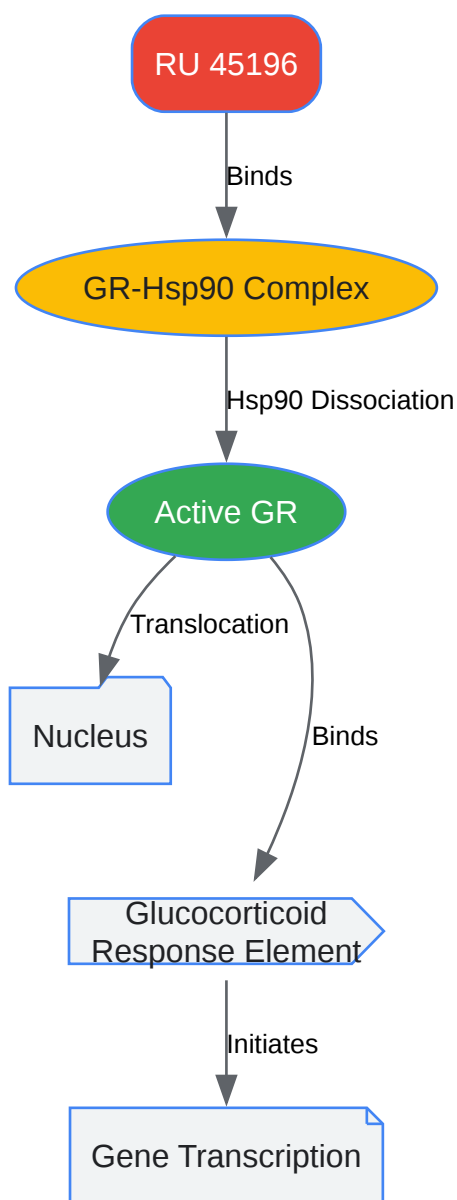 RU 45196
Binds
GR-Hsp90 Complex
Hsp90 Dissociation
Active GR
Translocation
Nucleus
Binds
Glucocorticoid
Response Element
Initiates
Gene Transcription